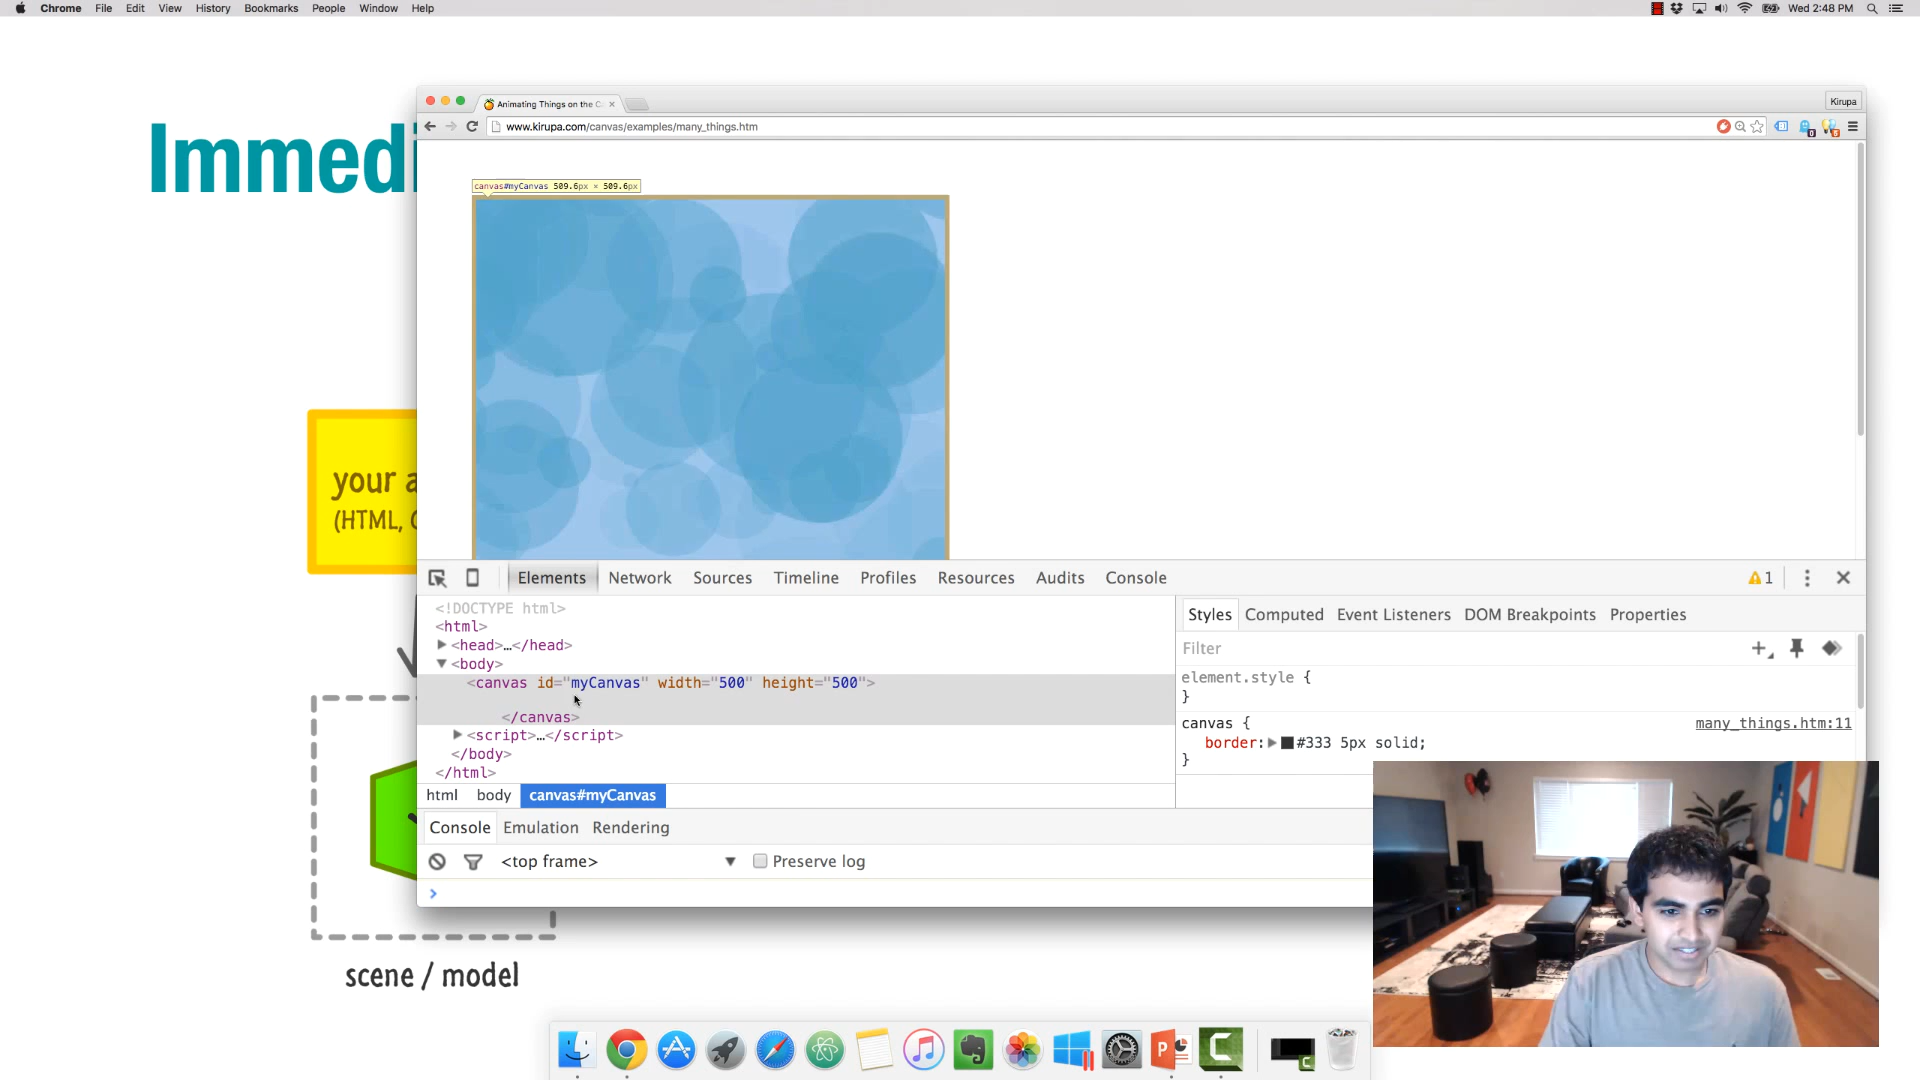 Chrome File Edit View History Bookmarks People Window Help
Wed 2:48 PM
Immedi
Animating Things on the C
Kirupa
www.kirupa.com/canvas/examples/many_things.htm
canvas#myCanvas 509.6px × 509.6px
your a
(HTML, C
Elements Network Sources Timeline Profiles Resources Audits Console
1
<!DOCTYPE html>
<html>
<head>…</head>
<body>
<canvas id="myCanvas" width="500" height="500">
</canvas>
<script>…</script>
</body>
</html>
html body canvas#myCanvas
Styles Computed Event Listeners DOM Breakpoints Properties
Filter
element.style {
}
canvas { many_things.htm:11
border: #333 5px solid;
}
Console Emulation Rendering
<top frame> Preserve log
scene / model